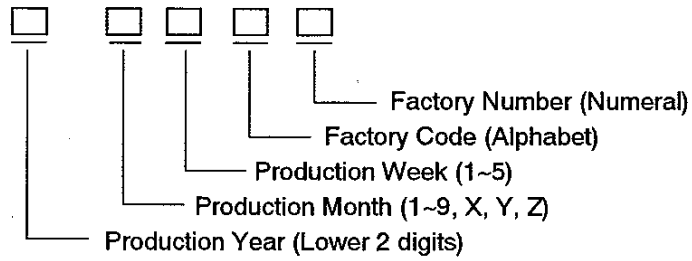 Factory Number (Numeral)
Factory Code (Alphabet)
Production Week (1~5)
Production Month (1~9, X, Y, Z)
Production Year (Lower 2 digits)